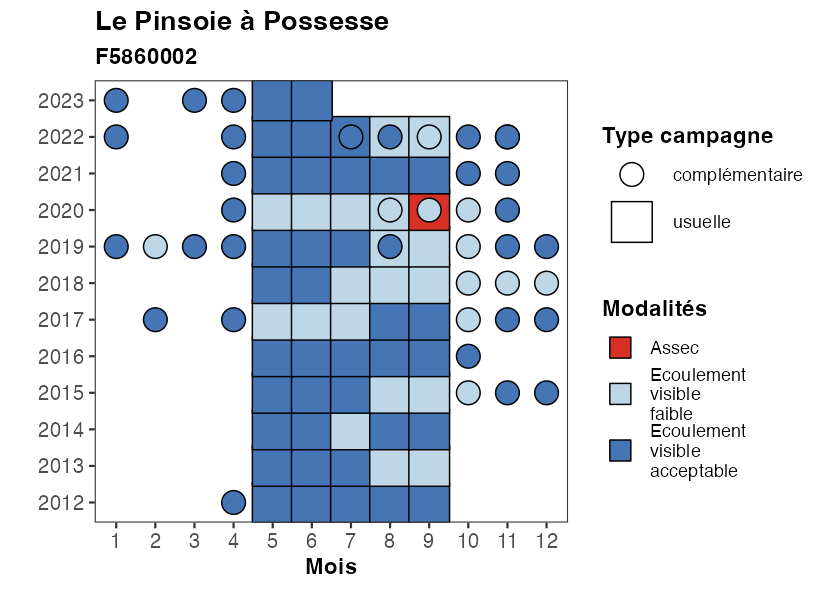 Le Pinsoie à Possesse
F5860002
2023
2022
2021
2020
2019
2018
2017
2016
2015
2014
2013
2012
1 2 3 4 5 6 7 8 9 10 11 12
Mois
Type campagne
complémentaire
usuelle
Modalités
Assec
Ecoulement
visible
faible
Ecoulement
visible
acceptable